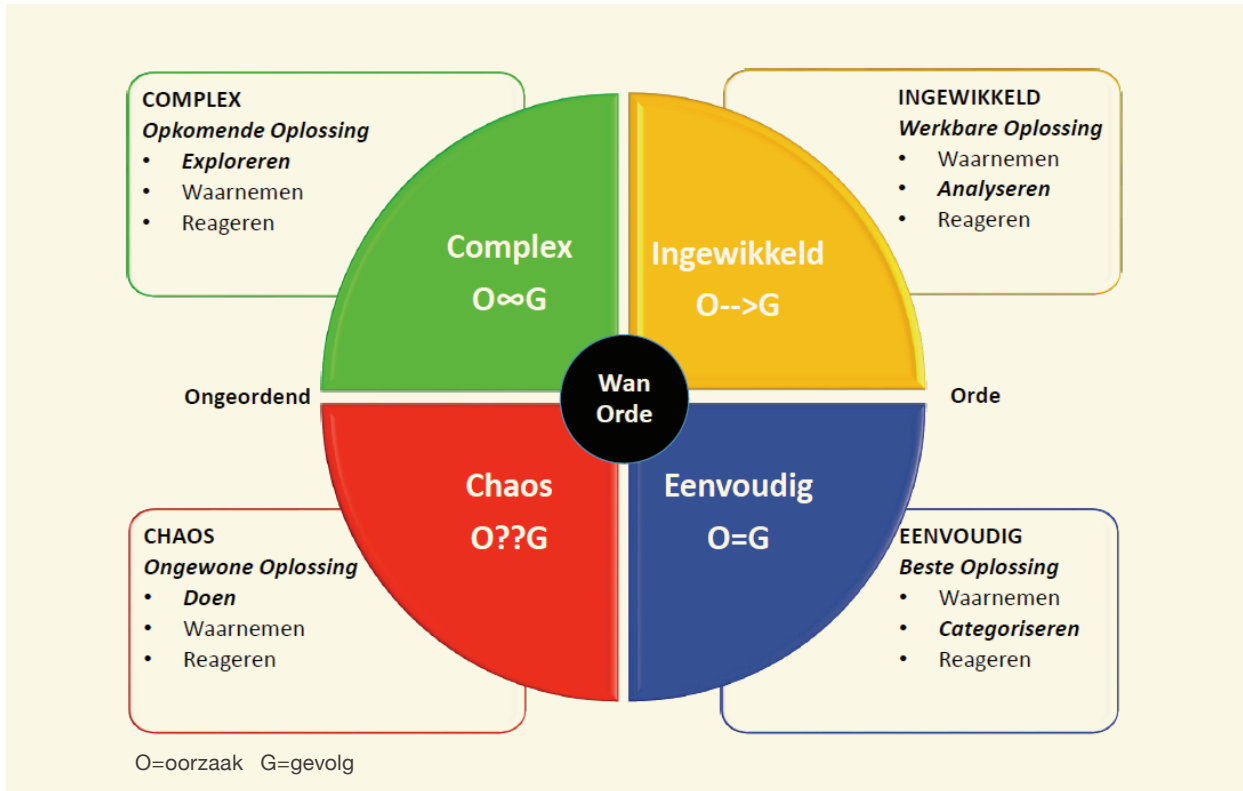 COMPLEX
Opkomende Oplossing
• Exploreren
• Waarnemen
• Reageren
INGEWIKKELD
Werkbare Oplossing
• Waarnemen
• Analyseren
• Reageren
Complex
O∞G
Ingewikkeld
O-->G
Ongeordend
Wan
Orde
Orde
Chaos
O??G
Eenvoudig
O=G
CHAOS
Ongewone Oplossing
• Doen
• Waarnemen
• Reageren
EENVOUDIG
Beste Oplossing
• Waarnemen
• Categoriseren
• Reageren
O=oorzaak G=gevolg